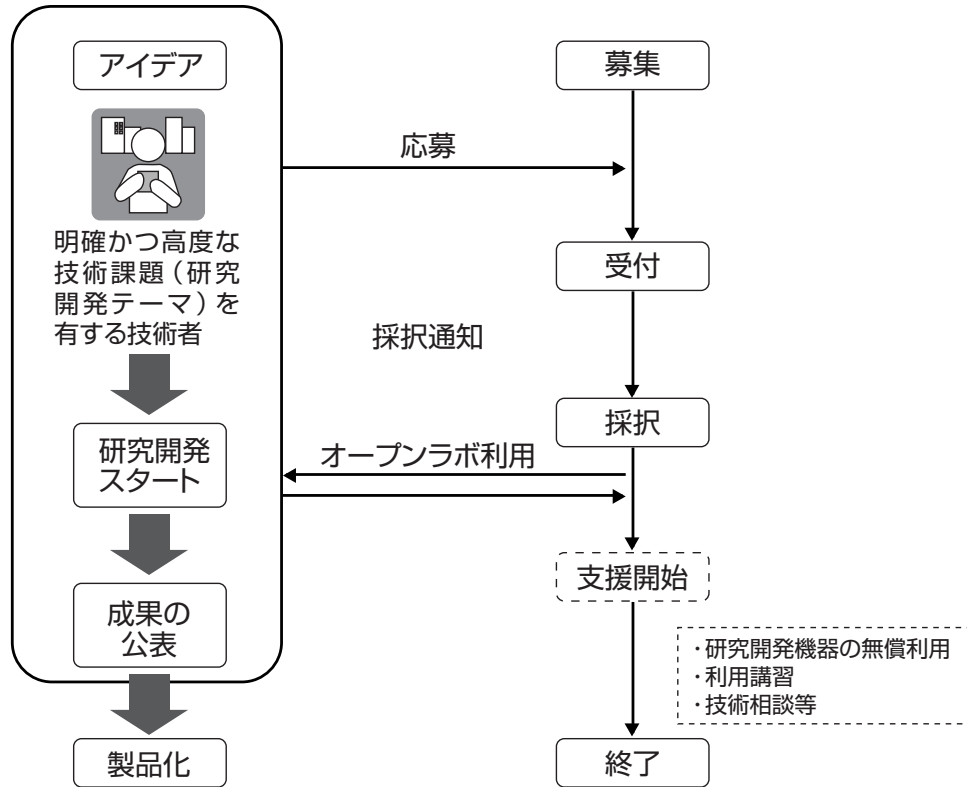 アイデア
明確かつ高度な
技術課題（研究
開発テーマ）を
有する技術者
研究開発
スタート
成果の
公表
製品化
応募
採択通知
オープンラボ利用
募集
受付
採択
支援開始
・研究開発機器の無償利用
・利用講習
・技術相談等
終了